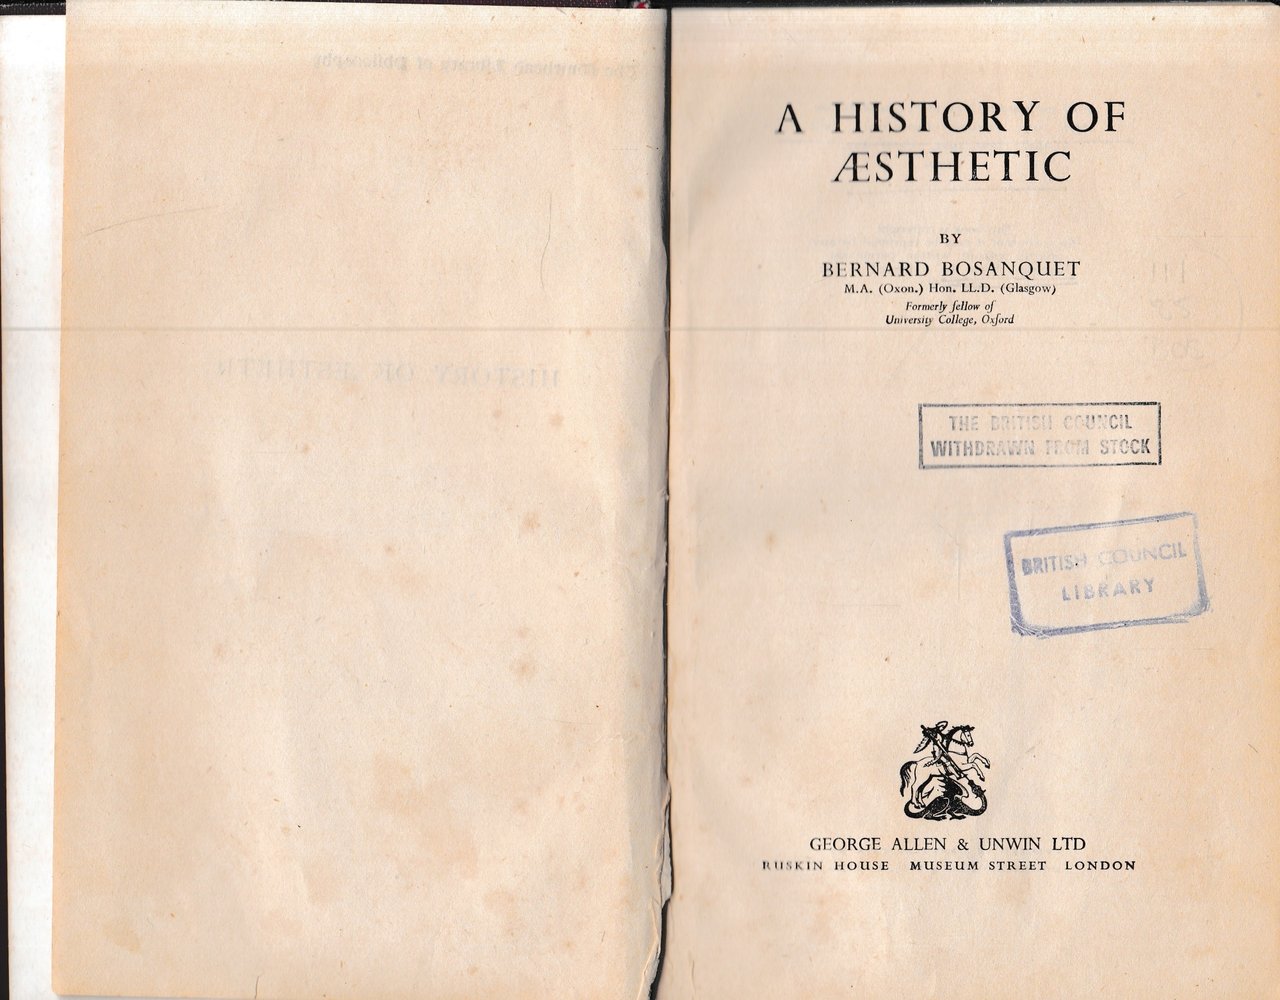 A HISTORY OF
ÆSTHETIC
BY
BERNARD BOSANQUET
M.A. (Oxon.) Hon. LL.D. (Glasgow)
Formerly fellow of
University College, Oxford
THE BRITISH COUNCIL
WITHDRAWN FROM STOCK
BRITISH COUNCIL
LIBRARY
GEORGE ALLEN & UNWIN LTD
RUSKIN HOUSE MUSEUM STREET LONDON